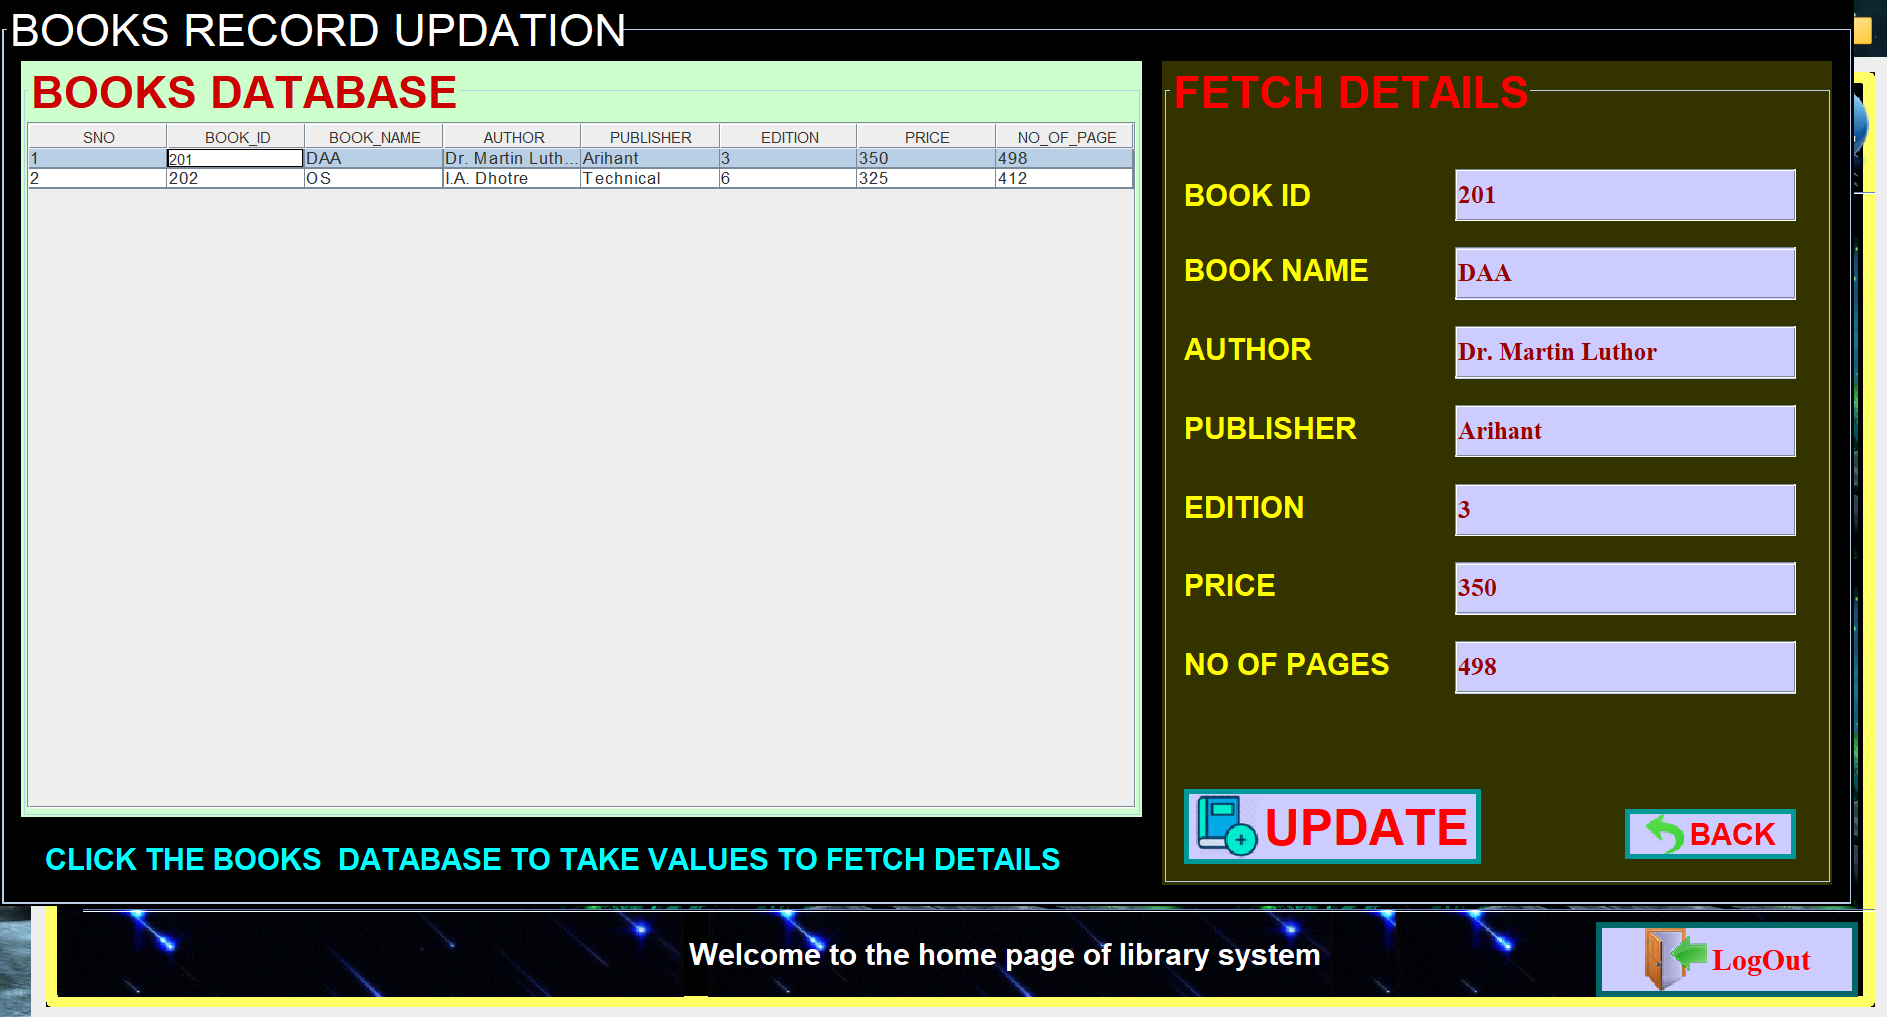 BOOKS RECORD UPDATION
BOOKS DATABASE
SNO BOOK_ID BOOK_NAME AUTHOR PUBLISHER EDITION PRICE NO_OF_PAGE
1 201 DAA Dr. Martin Luth... Arihant 3 350 498
2 202 OS I.A. Dhotre Technical 6 325 412
CLICK THE BOOKS DATABASE TO TAKE VALUES TO FETCH DETAILS
FETCH DETAILS
BOOK ID 201
BOOK NAME DAA
AUTHOR Dr. Martin Luthor
PUBLISHER Arihant
EDITION 3
PRICE 350
NO OF PAGES 498
UPDATE
BACK
Welcome to the home page of library system
LogOut